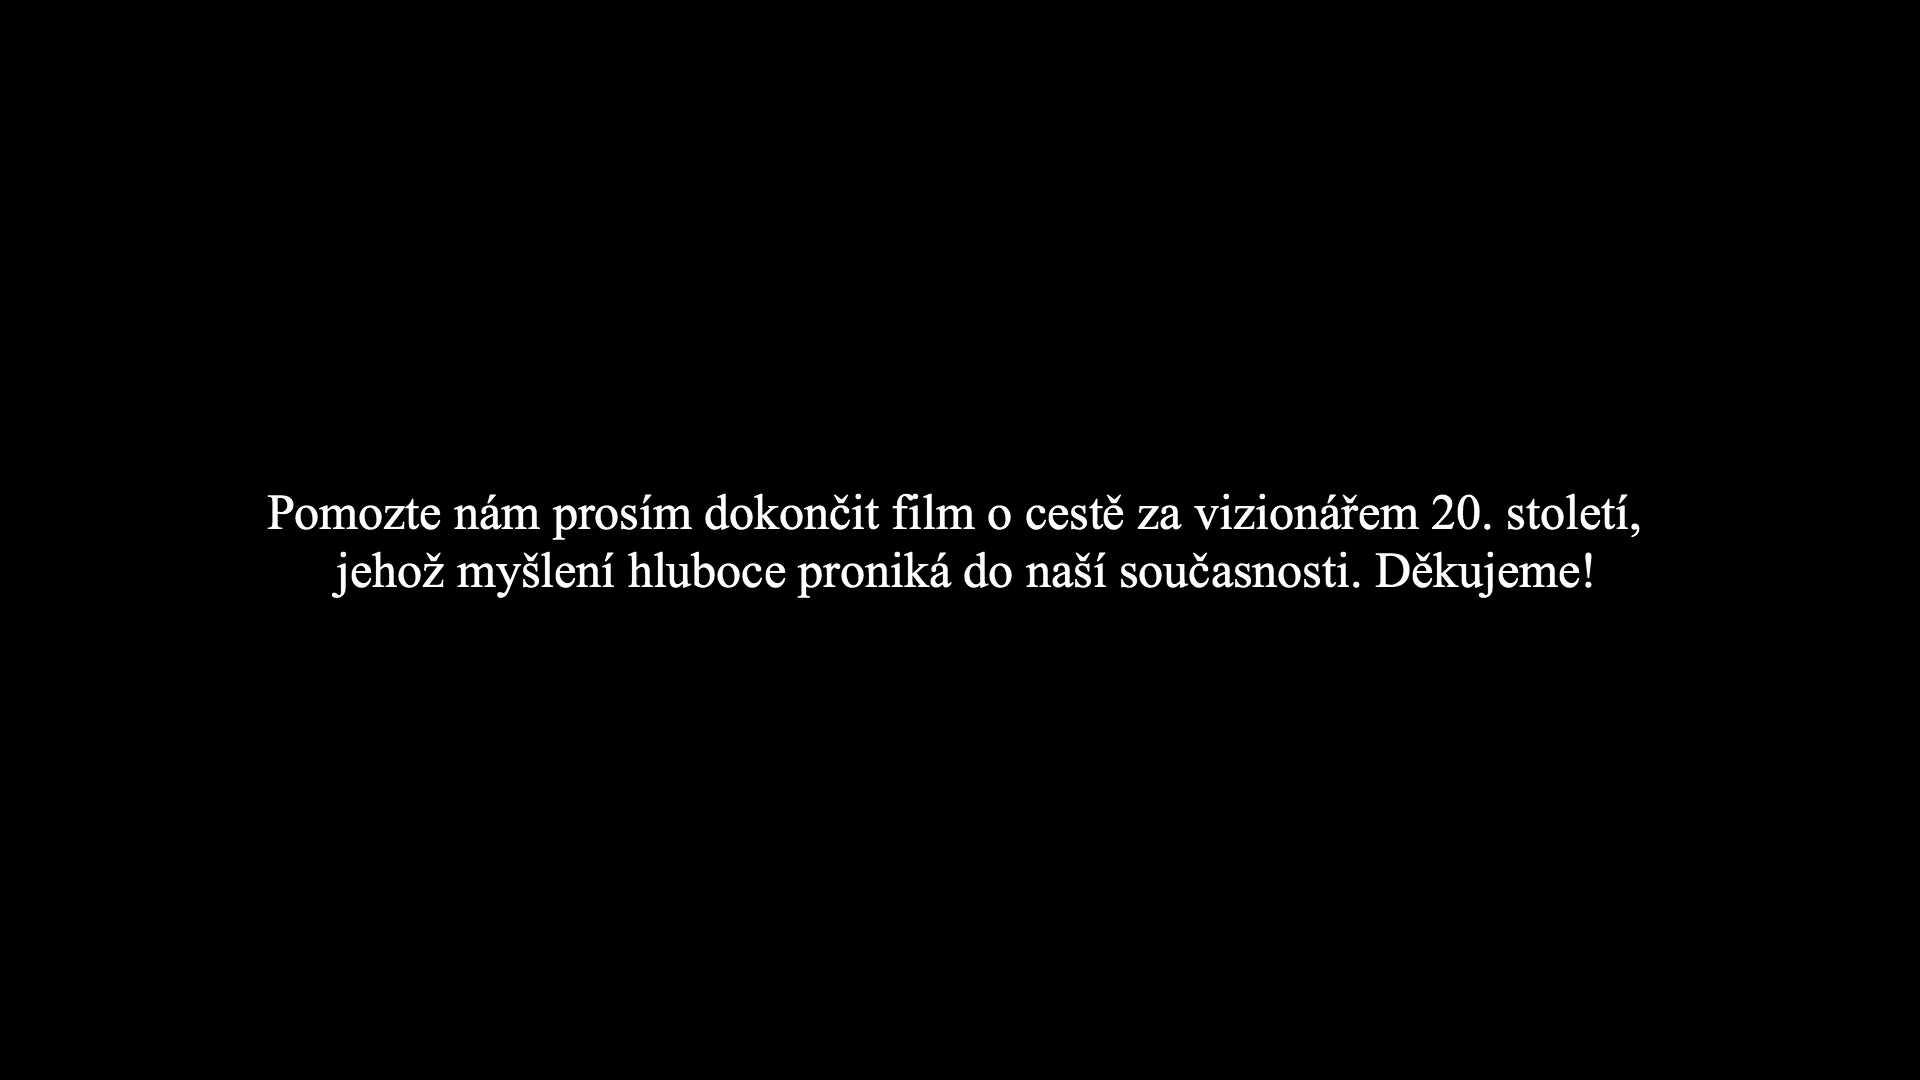 Pomozte nám prosím dokončit film o cestě za vizionářem 20. století,
jehož myšlení hluboce proniká do naší současnosti. Děkujeme!